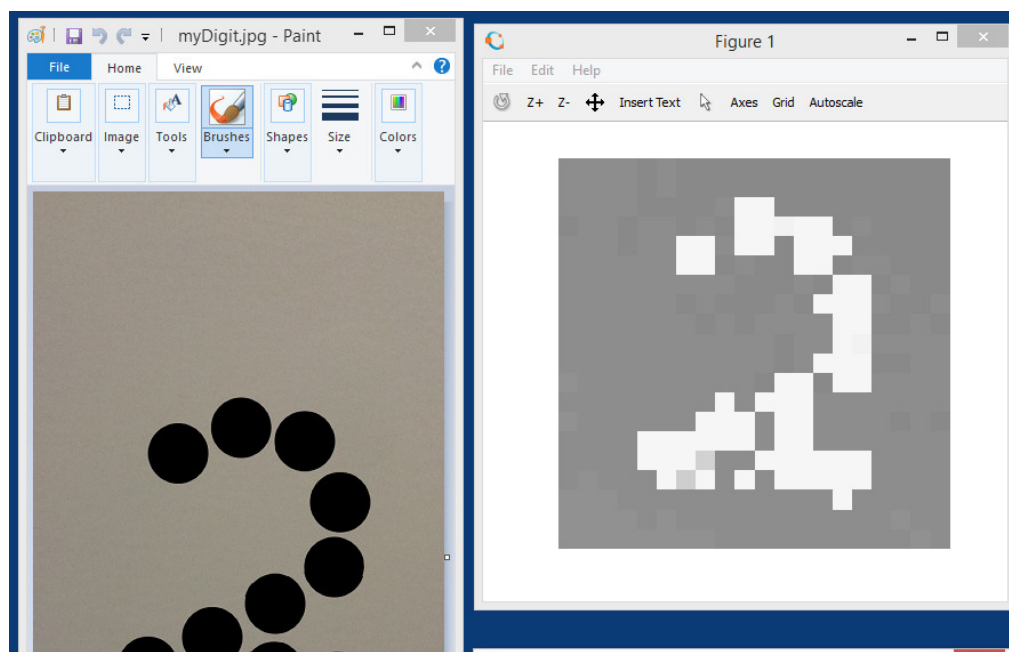 myDigit.jpg - Paint
File Home View
Clipboard Image Tools Brushes Shapes Size Colors
Figure 1
File Edit Help
Z+ Z- Insert Text Axes Grid Autoscale